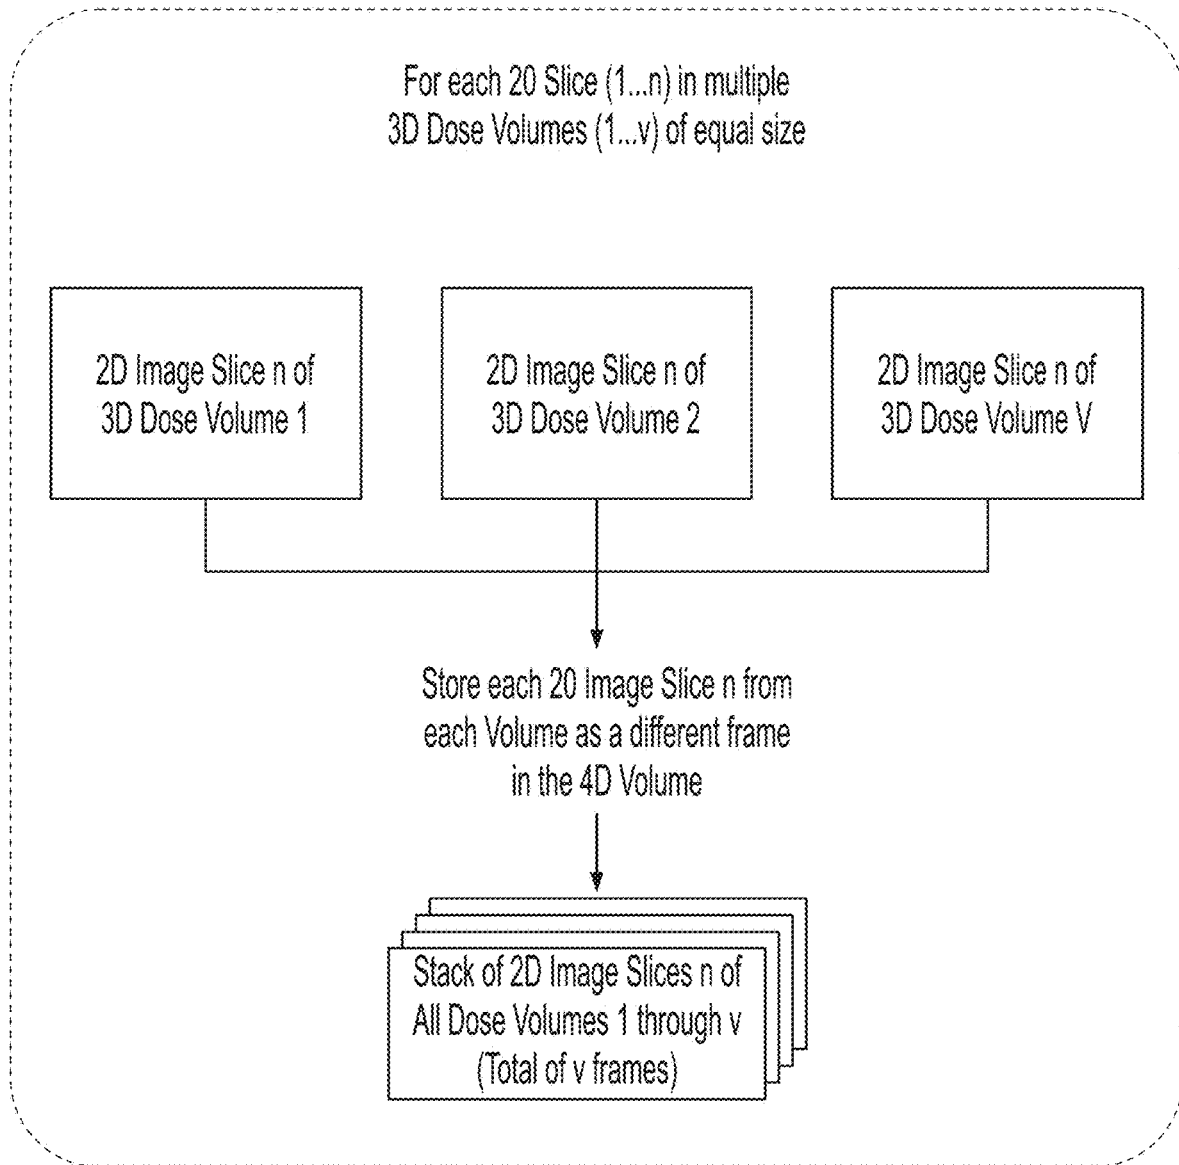 For each 20 Slice (1...n) in multiple
3D Dose Volumes (1...v) of equal size
2D Image Slice n of
3D Dose Volume 1
2D Image Slice n of
3D Dose Volume 2
2D Image Slice n of
3D Dose Volume V
Store each 20 Image Slice n from
each Volume as a different frame
in the 4D Volume
Stack of 2D Image Slices n of
All Dose Volumes 1 through v
(Total of v frames)